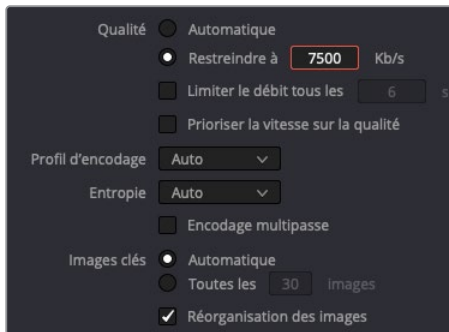 Qualité Automatique
Restreindre à 7500 Kb/s
Limiter le débit tous les 6 s
Prioriser la vitesse sur la qualité
Profil d'encodage Auto
Entropie Auto
Encodage multipasse
Images clés Automatique
Toutes les 30 images
Réorganisation des images